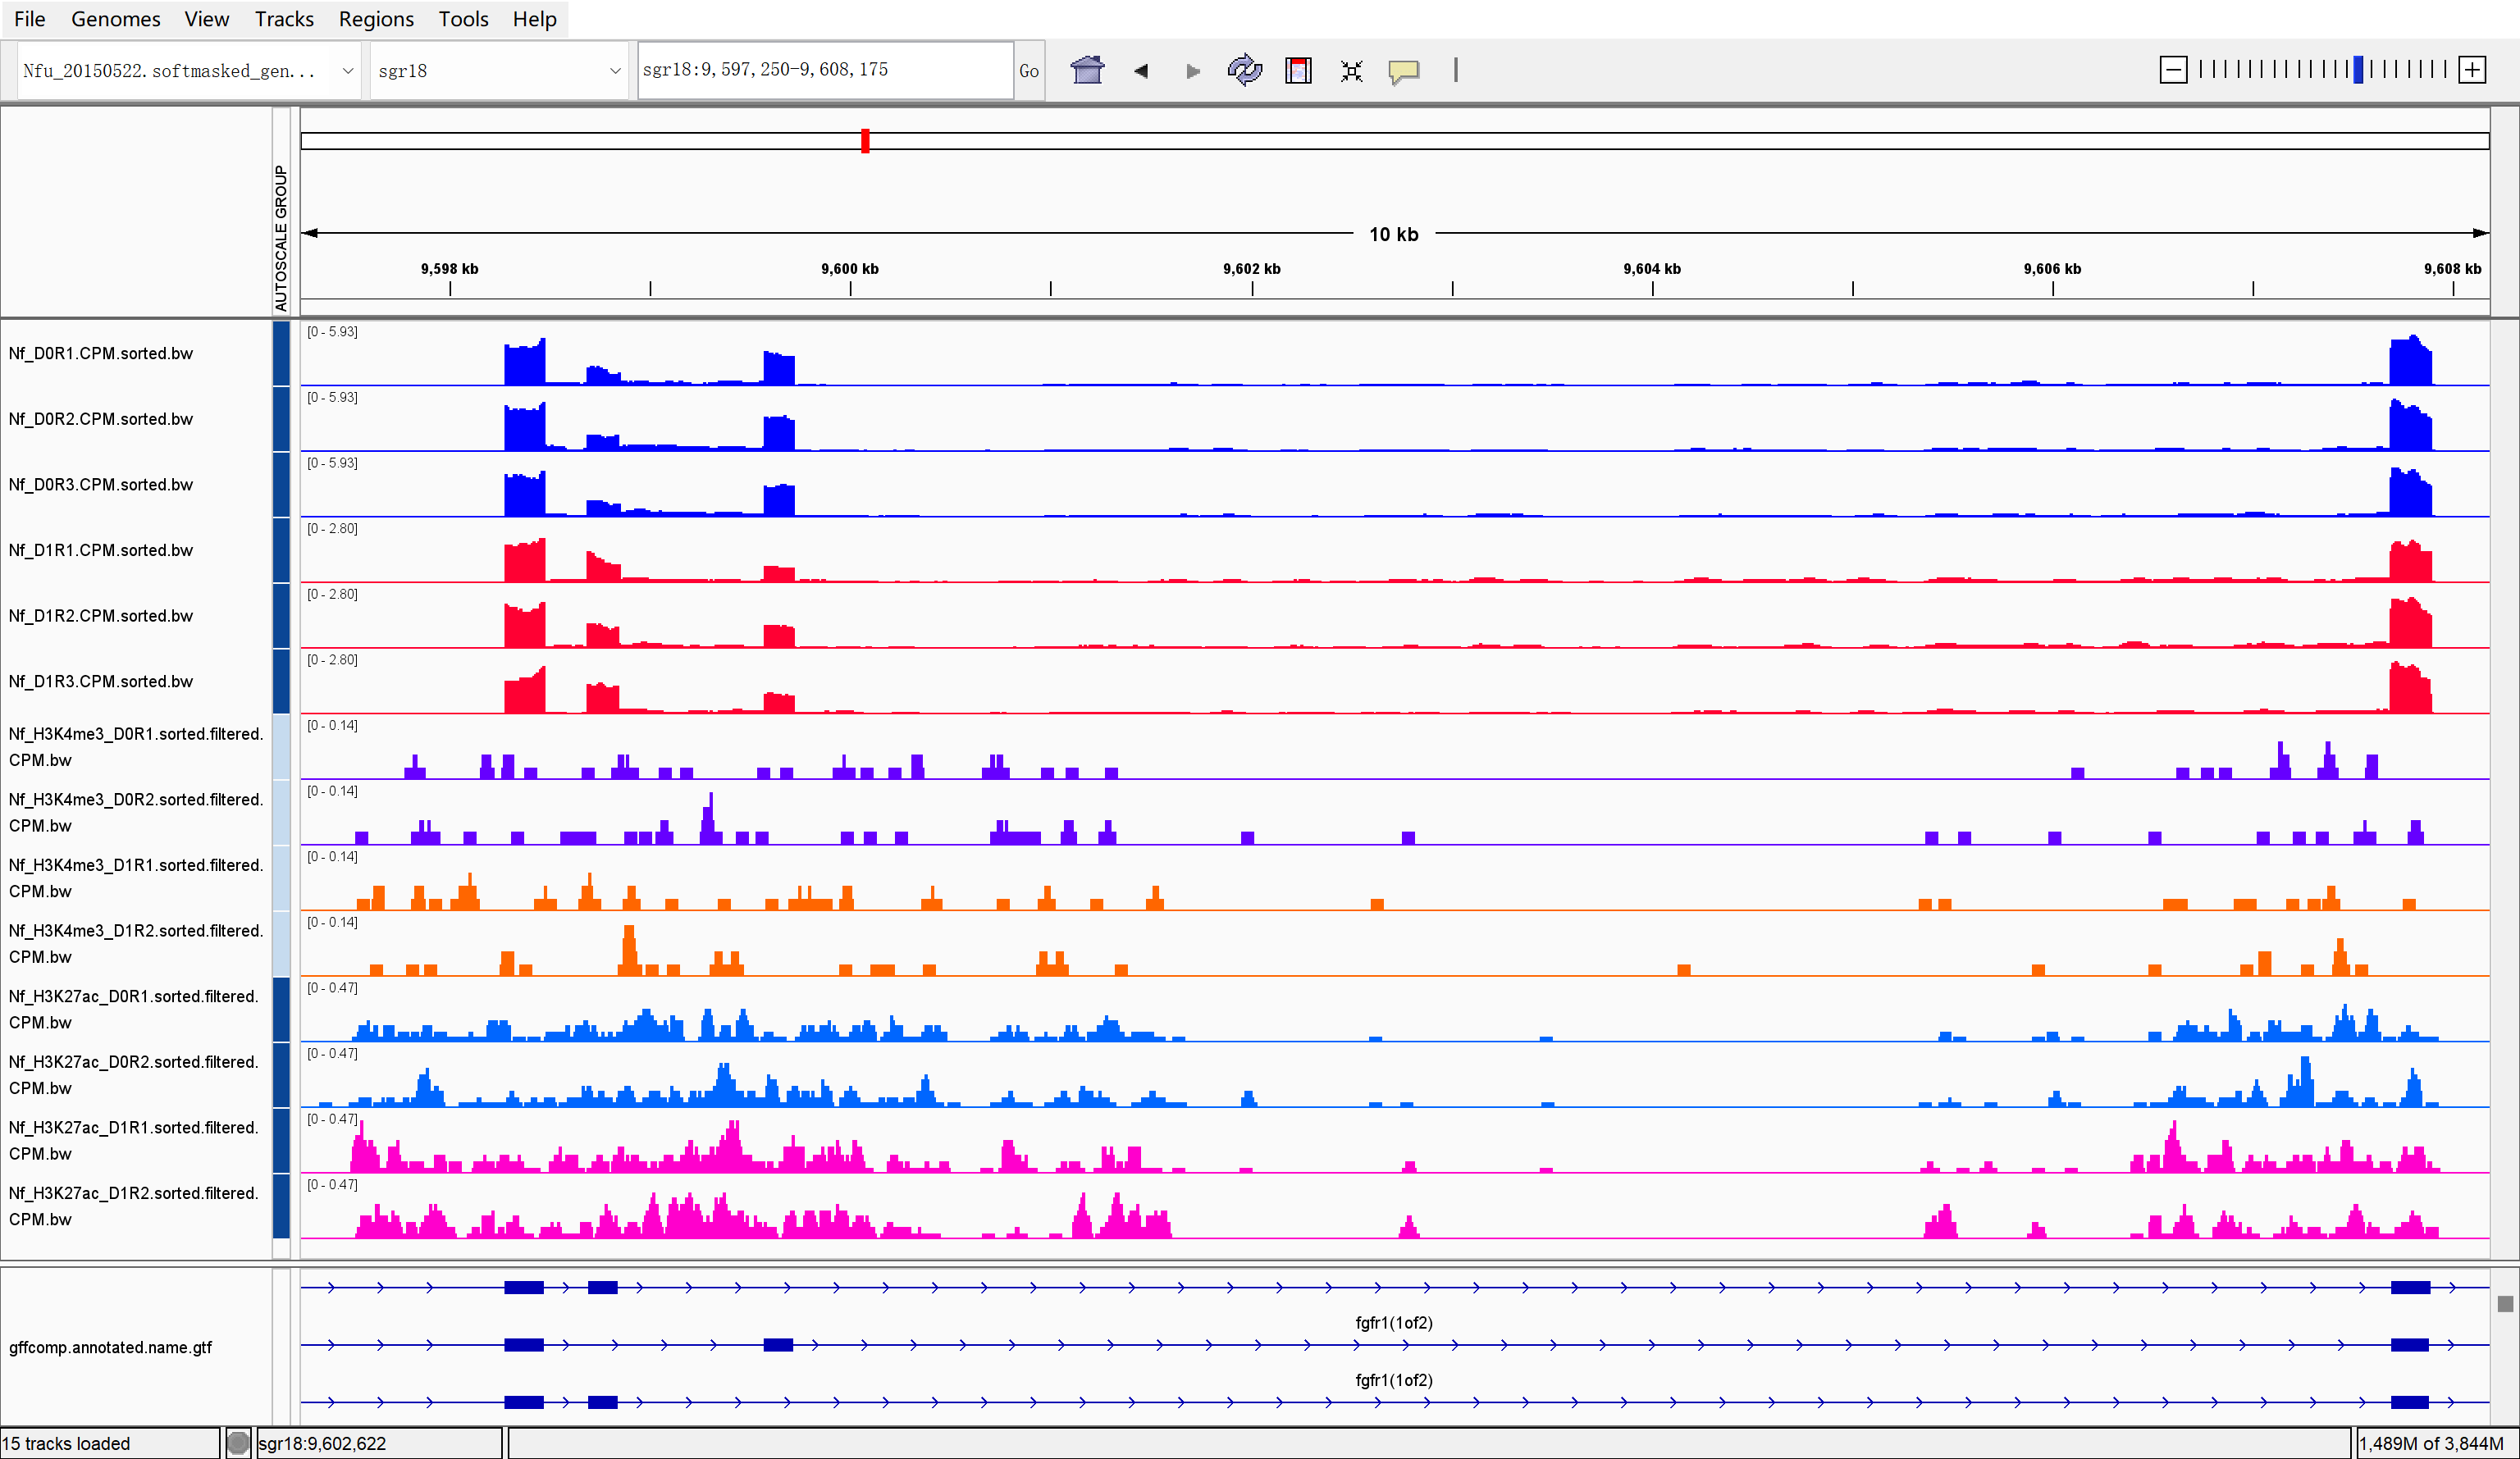 File Genomes View Tracks Regions Tools Help
Nfu_20150522.softmasked_gen... sgr18 sgr18:9,597,250-9,608,175 Go
AUTOSCALE GROUP
10 kb
9,598 kb 9,600 kb 9,602 kb 9,604 kb 9,606 kb 9,608 kb
[0 - 5.93]
Nf_D0R1.CPM.sorted.bw
[0 - 5.93]
Nf_D0R2.CPM.sorted.bw
[0 - 5.93]
Nf_D0R3.CPM.sorted.bw
[0 - 2.80]
Nf_D1R1.CPM.sorted.bw
[0 - 2.80]
Nf_D1R2.CPM.sorted.bw
[0 - 2.80]
Nf_D1R3.CPM.sorted.bw
[0 - 0.14]
Nf_H3K4me3_D0R1.sorted.filtered.
CPM.bw
[0 - 0.14]
Nf_H3K4me3_D0R2.sorted.filtered.
CPM.bw
[0 - 0.14]
Nf_H3K4me3_D1R1.sorted.filtered.
CPM.bw
[0 - 0.14]
Nf_H3K4me3_D1R2.sorted.filtered.
CPM.bw
[0 - 0.47]
Nf_H3K27ac_D0R1.sorted.filtered.
CPM.bw
[0 - 0.47]
Nf_H3K27ac_D0R2.sorted.filtered.
CPM.bw
[0 - 0.47]
Nf_H3K27ac_D1R1.sorted.filtered.
CPM.bw
[0 - 0.47]
Nf_H3K27ac_D1R2.sorted.filtered.
CPM.bw
fgfr1(1of2)
gffcomp.annotated.name.gtf
fgfr1(1of2)
15 tracks loaded sgr18:9,602,622 1,489M of 3,844M